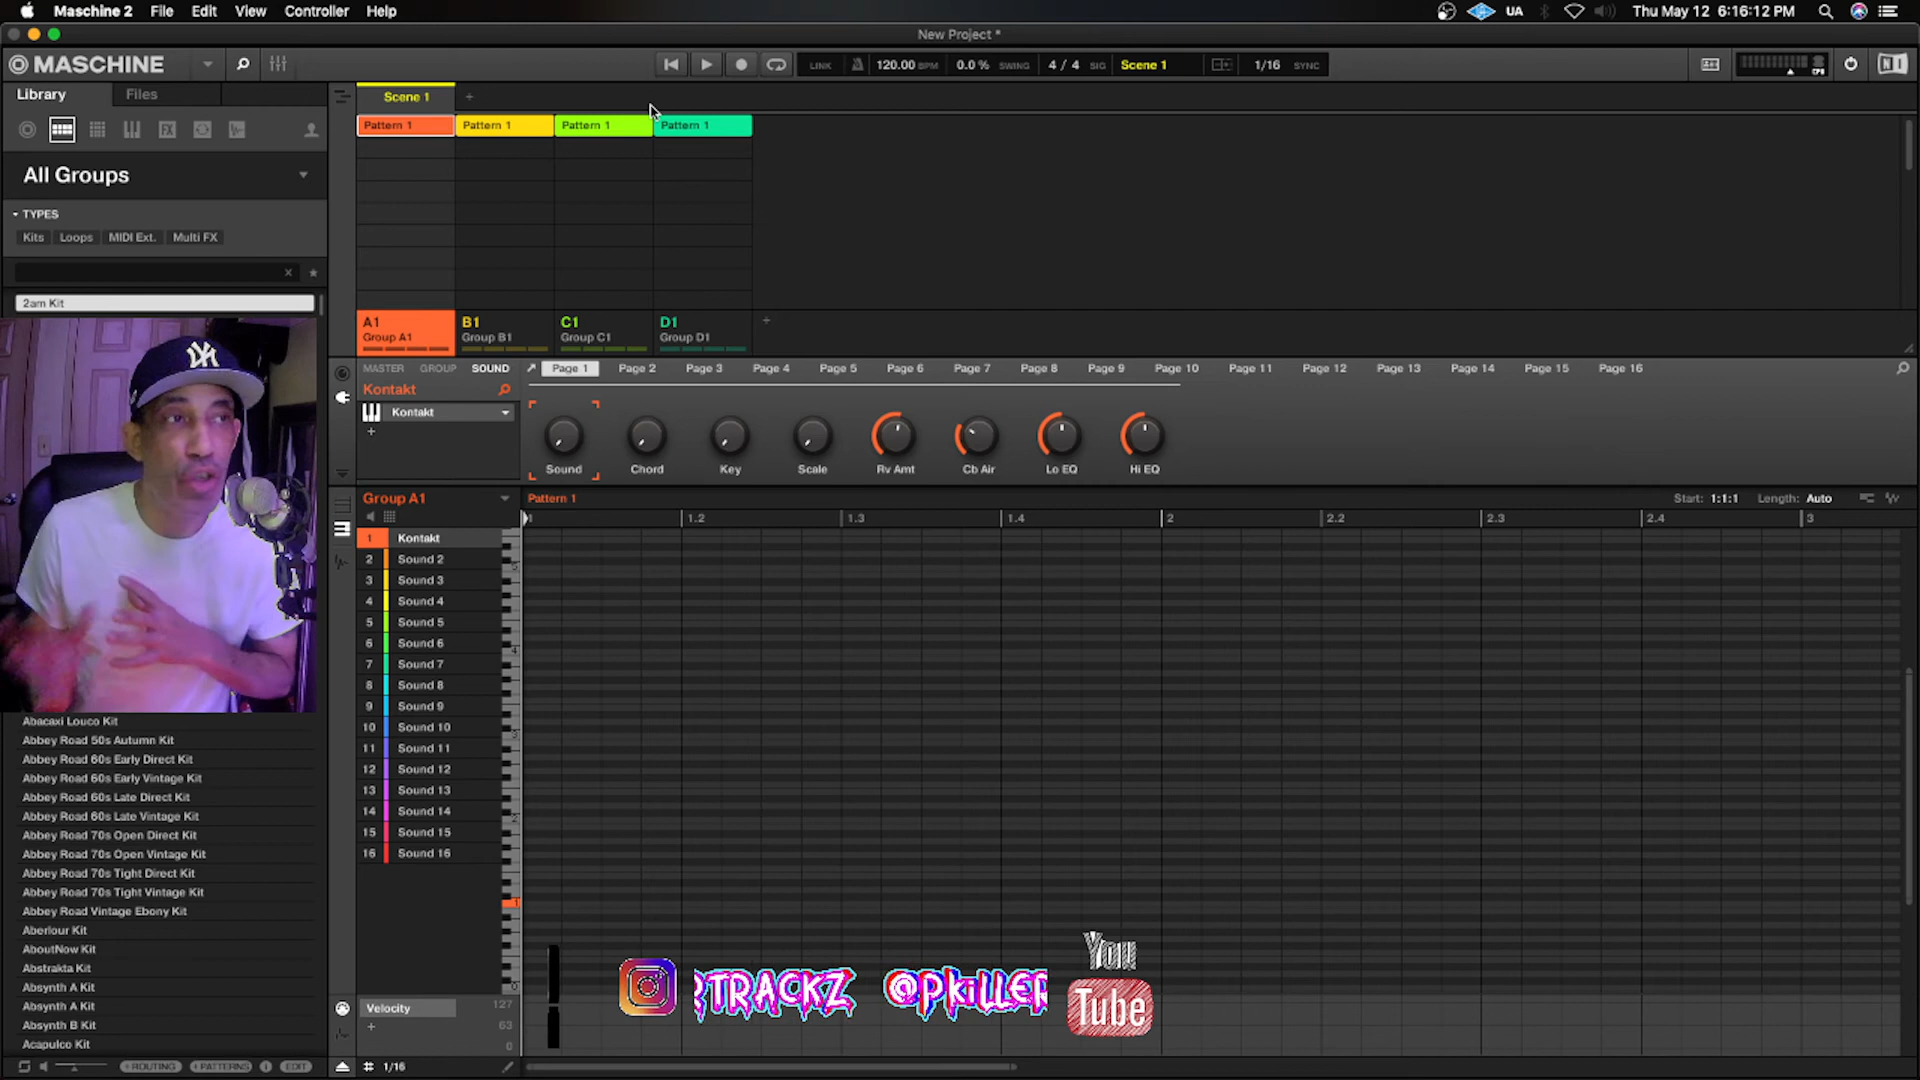 Maschine 2 File Edit View Controller Help
UA Thu May 12 6:16:12 PM
New Project *
MASCHINE
LINK 120.00 BPM 0.0 % SWING 4 / 4 SIG Scene 1 1/16 SYNC
Library Files
Scene 1 +
Pattern 1 Pattern 1 Pattern 1 Pattern 1
FX
All Groups
TYPES
Kits Loops MIDI Ext. Multi FX
2am Kit
A1 B1 C1 D1 +
Group A1 Group B1 Group C1 Group D1
MASTER GROUP SOUND Page 1 Page 2 Page 3 Page 4 Page 5 Page 6 Page 7 Page 8 Page 9 Page 10 Page 11 Page 12 Page 13 Page 14 Page 15 Page 16
Kontakt
Kontakt
+
Sound Chord Key Scale Rv Amt Cb Air Lo EQ Hi EQ
Group A1 Pattern 1 Start: 1:1:1 Length: Auto
1 1.2 1.3 1.4 2 2.2 2.3 2.4 3
1 Kontakt
2 Sound 2
3 Sound 3
4 Sound 4
5 Sound 5
6 Sound 6
7 Sound 7
8 Sound 8
9 Sound 9
10 Sound 10
11 Sound 11
12 Sound 12
13 Sound 13
14 Sound 14
15 Sound 15
16 Sound 16
Abacaxi Louco Kit
Abbey Road 50s Autumn Kit
Abbey Road 60s Early Direct Kit
Abbey Road 60s Early Vintage Kit
Abbey Road 60s Late Direct Kit
Abbey Road 60s Late Vintage Kit
Abbey Road 70s Open Direct Kit
Abbey Road 70s Open Vintage Kit
Abbey Road 70s Tight Direct Kit
Abbey Road 70s Tight Vintage Kit
Abbey Road Vintage Ebony Kit
Aberlour Kit
AboutNow Kit
Abstrakta Kit
Absynth A Kit
Absynth A Kit
Absynth B Kit
Acapulco Kit
RTRACKZ @PKILLER
You
Tube
Velocity 127
+ 63
0
+ROUTING +PATTERNS EDIT
1/16